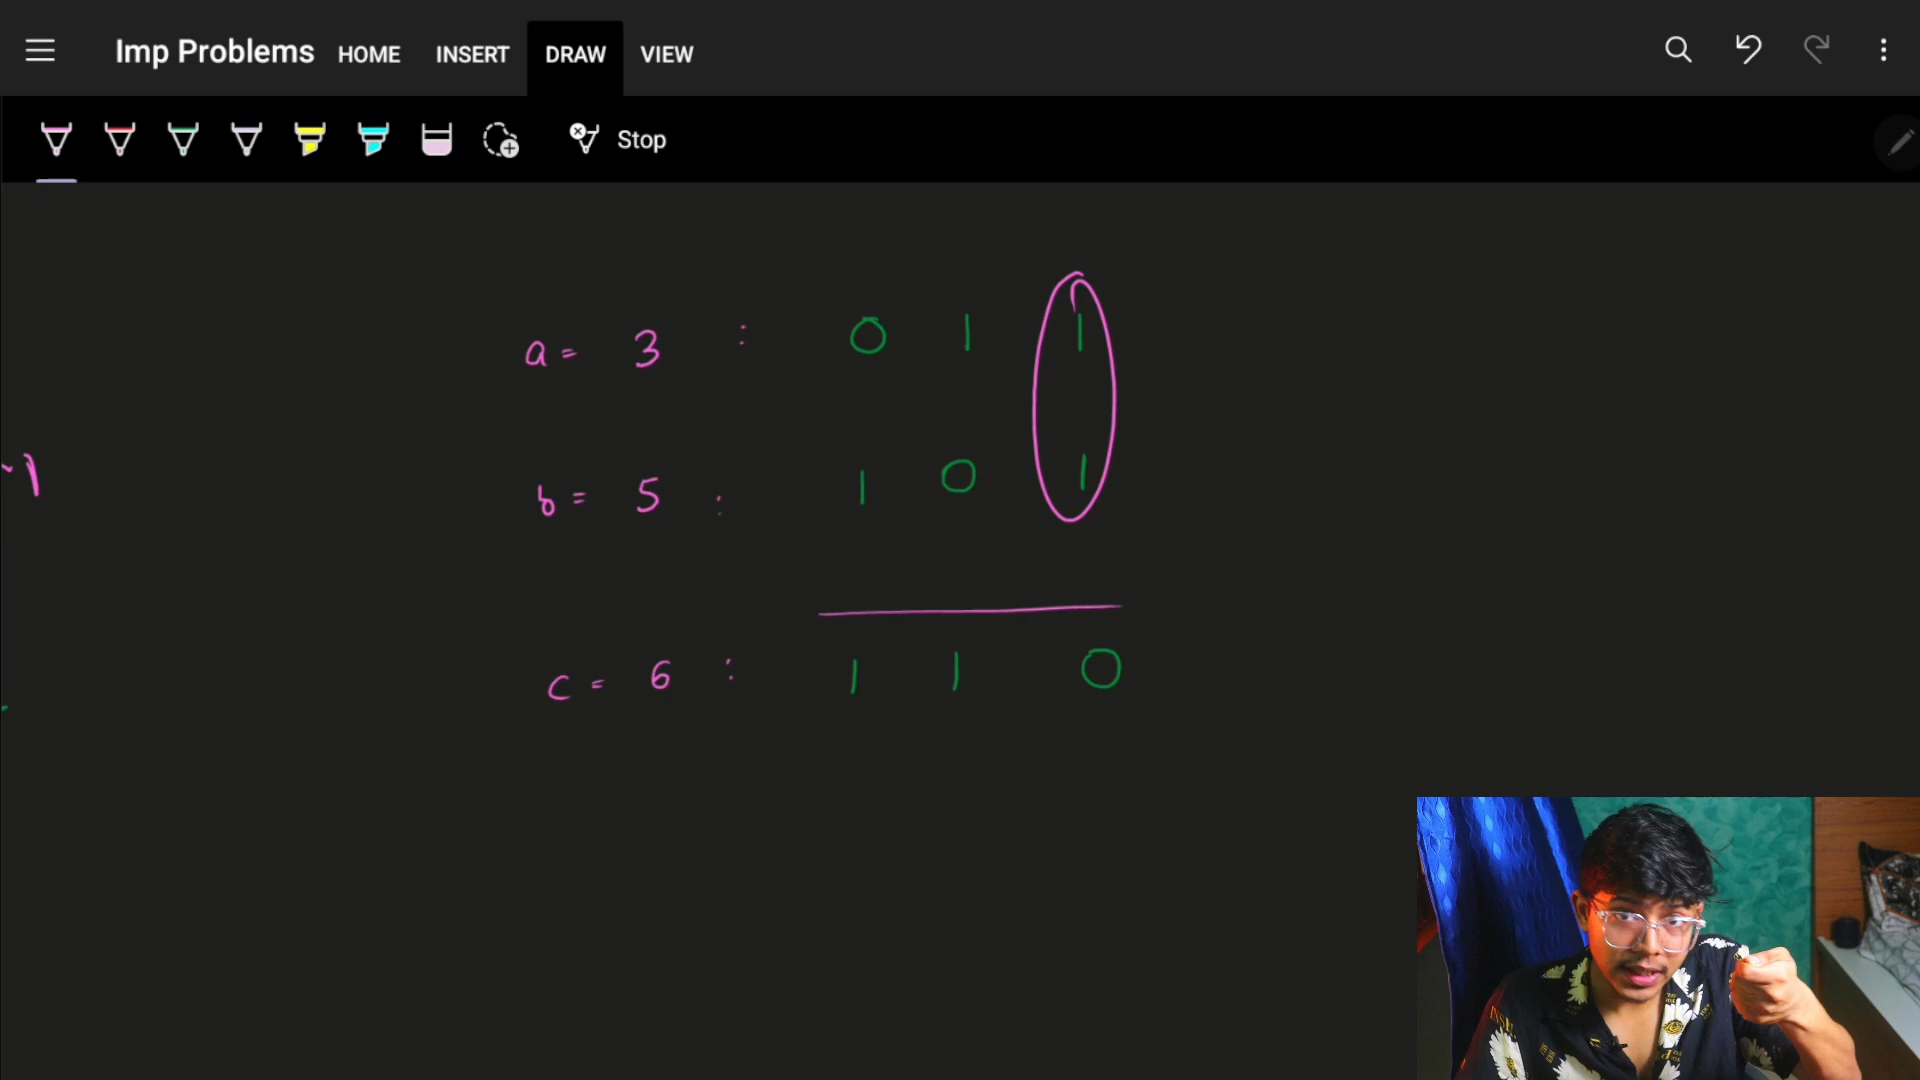 Imp Problems HOME INSERT DRAW VIEW
Stop
a = 3 : 0 1 1
b = 5 : 1 0 1
c = 6 : 1 1 0